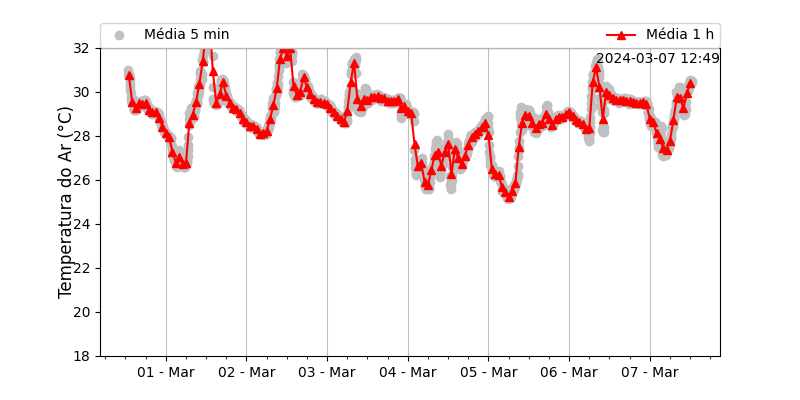 Média 5 min
Média 1 h
2024-03-07 12:49
Temperatura do Ar (°C)
32
30
28
26
24
22
20
18
01 - Mar
02 - Mar
03 - Mar
04 - Mar
05 - Mar
06 - Mar
07 - Mar